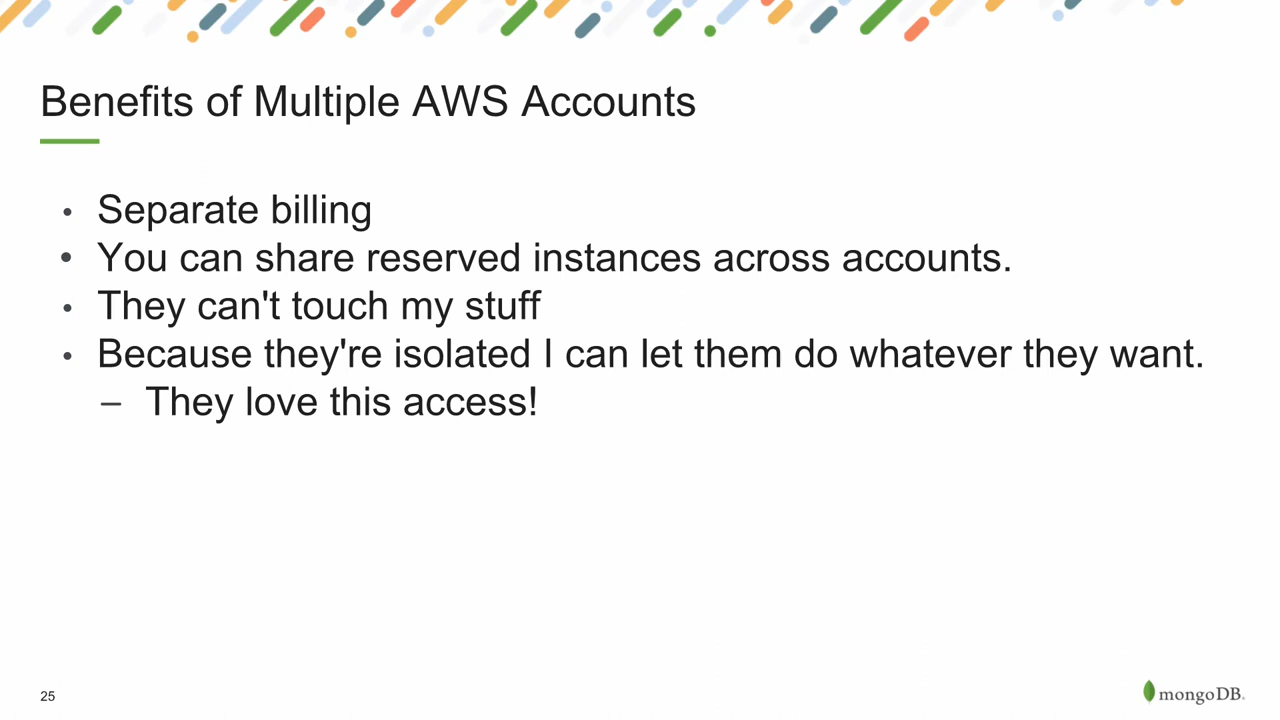 Benefits of Multiple AWS Accounts
• Separate billing
• You can share reserved instances across accounts.
• They can't touch my stuff
• Because they're isolated I can let them do whatever they want.
– They love this access!
25
mongoDB.